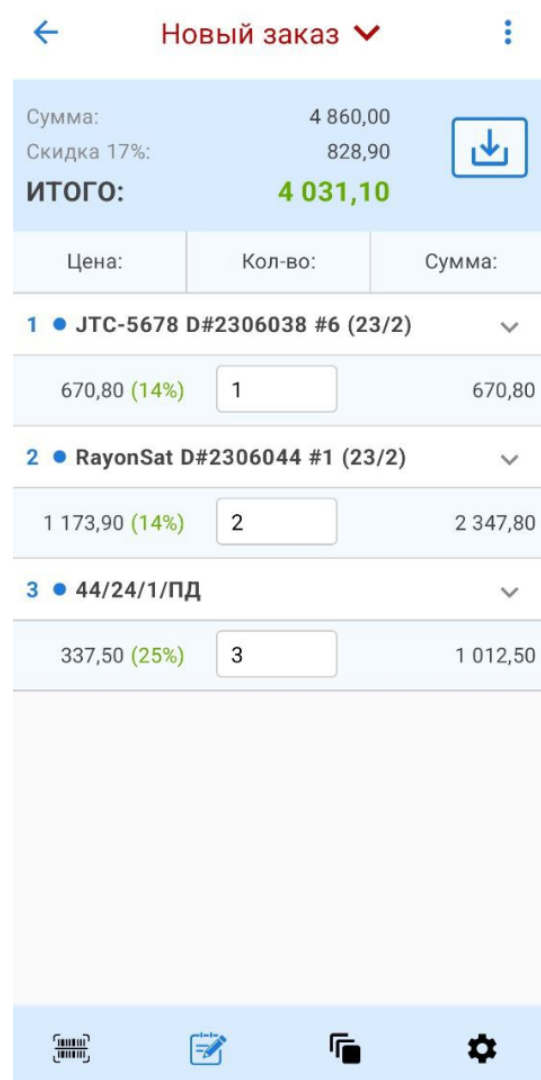 Новый заказ
Сумма: 4 860,00
Скидка 17%: 828,90
ИТОГО: 4 031,10
Цена: Кол-во: Сумма:
1 JTC-5678 D#2306038 #6 (23/2)
670,80 (14%) 1 670,80
2 RayonSat D#2306044 #1 (23/2)
1 173,90 (14%) 2 2 347,80
3 44/24/1/ПД
337,50 (25%) 3 1 012,50